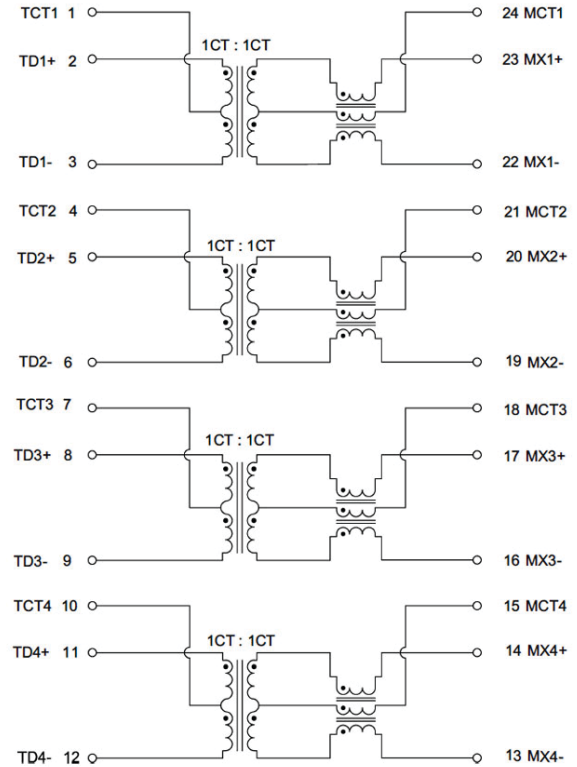 TCT1 1 24 MCT1
1CT : 1CT
TD1+ 2 23 MX1+
TD1- 3 22 MX1-
TCT2 4 21 MCT2
1CT : 1CT
TD2+ 5 20 MX2+
TD2- 6 19 MX2-
TCT3 7 18 MCT3
1CT : 1CT
TD3+ 8 17 MX3+
TD3- 9 16 MX3-
TCT4 10 15 MCT4
1CT : 1CT
TD4+ 11 14 MX4+
TD4- 12 13 MX4-